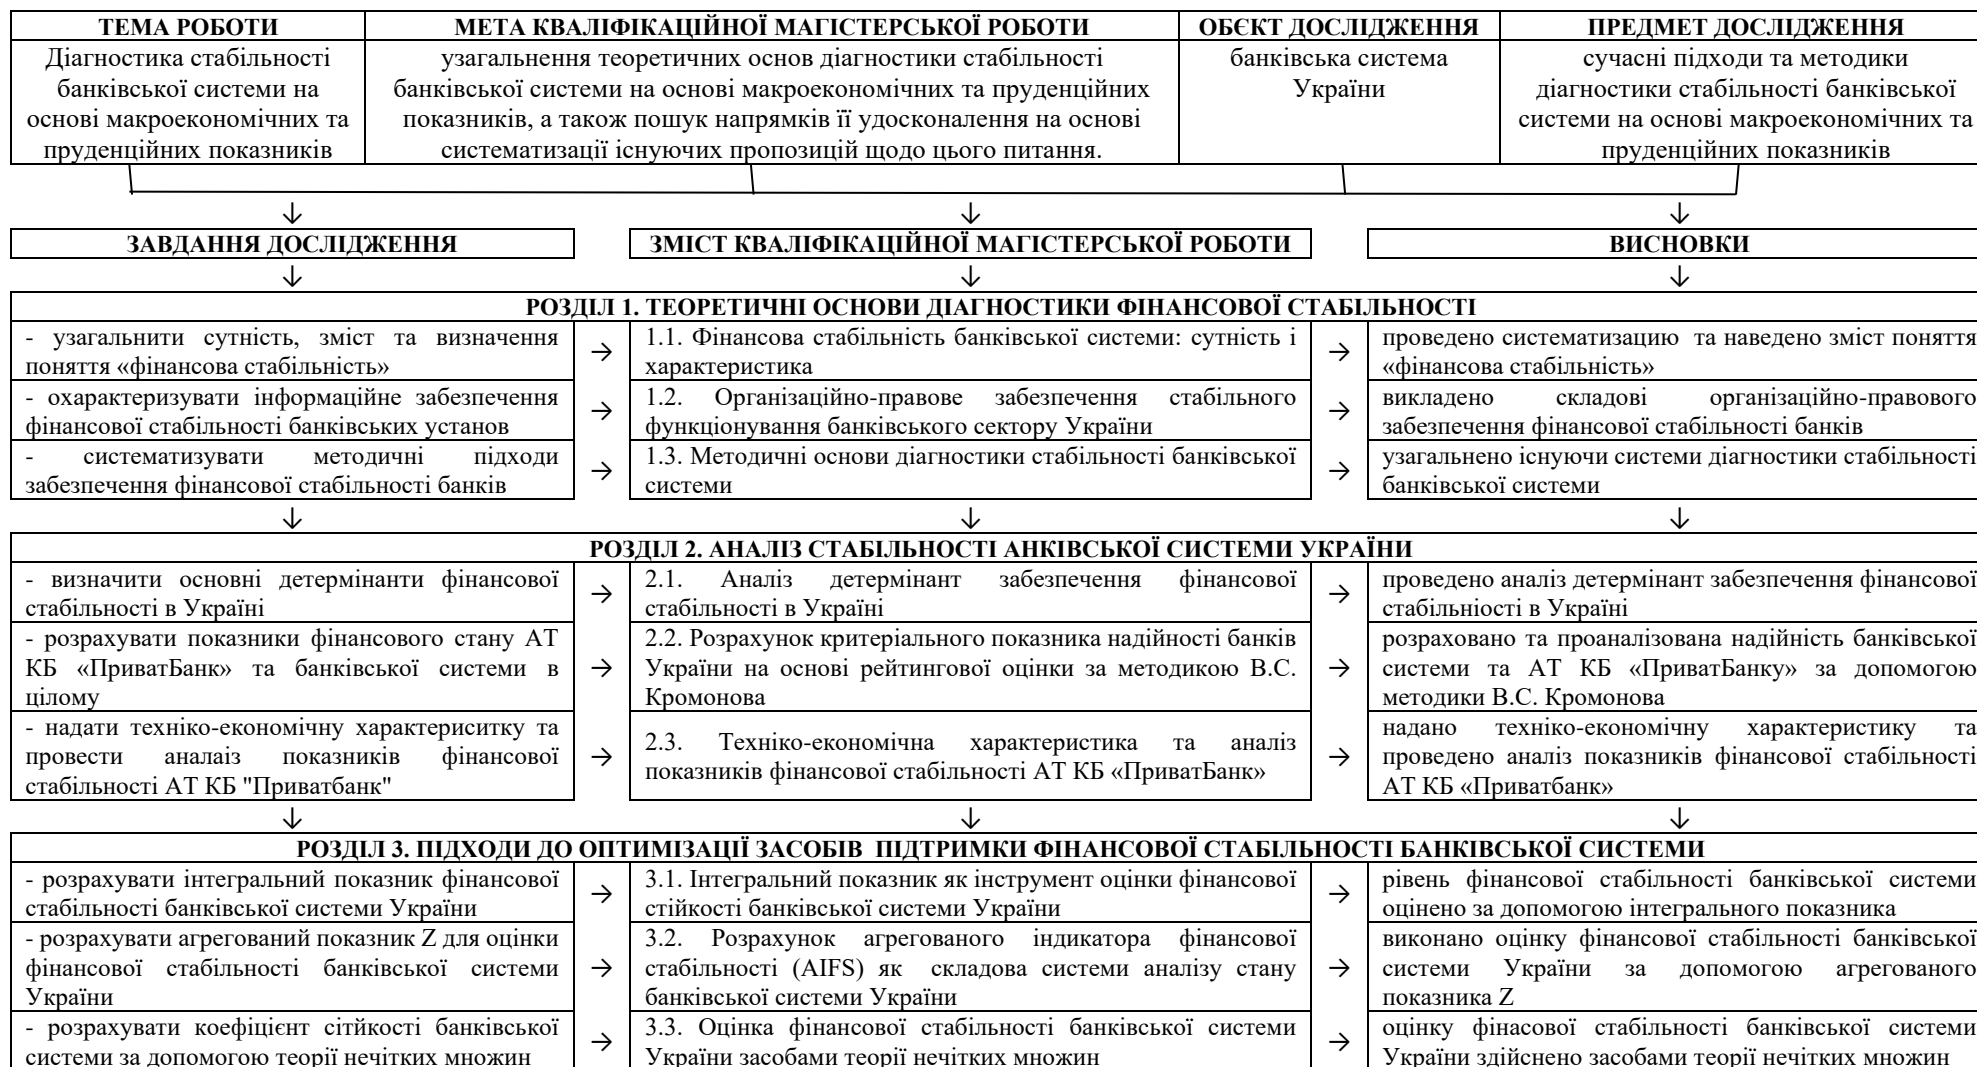 ТЕМА РОБОТИ
Діагностика стабільності
банківської системи на
основі макроекономічних та
пруденційних показників
МЕТА КВАЛІФІКАЦІЙНОЇ МАГІСТЕРСЬКОЇ РОБОТИ
узагальнення теоретичних основ діагностики стабільності
банківської системи на основі макроекономічних та пруденційних
показників, а також пошук напрямків її удосконалення на основі
систематизації існуючих пропозицій щодо цього питання.
ОБЄКТ ДОСЛІДЖЕННЯ
банківська система
України
ПРЕДМЕТ ДОСЛІДЖЕННЯ
сучасні підходи та методики
діагностики стабільності банківської
системи на основі макроекономічних та
пруденційних показників
↓ ↓ ↓
ЗАВДАННЯ ДОСЛІДЖЕННЯ
ЗМІСТ КВАЛІФІКАЦІЙНОЇ МАГІСТЕРСЬКОЇ РОБОТИ
ВИСНОВКИ
↓ ↓ ↓
РОЗДІЛ 1. ТЕОРЕТИЧНІ ОСНОВИ ДІАГНОСТИКИ ФІНАНСОВОЇ СТАБІЛЬНОСТІ
- узагальнити сутність, зміст та визначення
поняття «фінансова стабільність»
→
1.1. Фінансова стабільність банківської системи: сутність і
характеристика
→
проведено систематизацію та наведено зміст поняття
«фінансова стабільність»
- охарактеризувати інформаційне забезпечення
фінансової стабільності банківських установ
→
1.2. Організаційно-правове забезпечення стабільного
функціонування банківського сектору України
→
викладено складові організаційно-правового
забезпечення фінансової стабільності банків
- систематизувати методичні підходи
забезпечення фінансової стабільності банків
→
1.3. Методичні основи діагностики стабільності банківської
системи
→
узагальнено існуючи системи діагностики стабільності
банківської системи
↓ ↓ ↓
РОЗДІЛ 2. АНАЛІЗ СТАБІЛЬНОСТІ АНКІВСЬКОЇ СИСТЕМИ УКРАЇНИ
- визначити основні детермінанти фінансової
стабільності в Україні
→
2.1. Аналіз детермінант забезпечення фінансової
стабільності в Україні
→
проведено аналіз детермінант забезпечення фінансової
стабільніості в Україні
- розрахувати показники фінансового стану АТ
КБ «ПриватБанк» та банківської системи в
цілому
→
2.2. Розрахунок критеріального показника надійності банків
України на основі рейтингової оцінки за методикою В.С.
Кромонова
→
розраховано та проаналізована надійність банківської
системи та АТ КБ «ПриватБанку» за допомогою
методики В.С. Кромонова
- надати техніко-економічну характериситку та
провести аналаіз показників фінансової
стабільності АТ КБ "Приватбанк"
→
2.3. Техніко-економічна характеристика та аналіз
показників фінансової стабільності АТ КБ «ПриватБанк»
→
надано техніко-економічну характеристику та
проведено аналіз показників фінансової стабільності
АТ КБ «Приватбанк»
↓ ↓ ↓
РОЗДІЛ 3. ПІДХОДИ ДО ОПТИМІЗАЦІЇ ЗАСОБІВ ПІДТРИМКИ ФІНАНСОВОЇ СТАБІЛЬНОСТІ БАНКІВСЬКОЇ СИСТЕМИ
- розрахувати інтегральний показник фінансової
стабільності банківської системи України
→
3.1. Інтегральний показник як інструмент оцінки фінансової
стійкості банківської системи України
→
рівень фінансової стабільності банківської системи
оцінено за допомогою інтегрального показника
- розрахувати агрегований показник Z для оцінки
фінансової стабільності банківської системи
України
→
3.2. Розрахунок агрегованого індикатора фінансової
стабільності (AIFS) як складова системи аналізу стану
банківської системи України
→
виконано оцінку фінансової стабільності банківської
системи України за допомогою агрегованого
показника Z
- розрахувати коефіцієнт сітйкості банківської
системи за допомогою теорії нечітких множин
→
3.3. Оцінка фінансової стабільності банківської системи
України засобами теорії нечітких множин
→
оцінку фінасової стабільності банківської системи
України здійснено засобами теорії нечітких множин